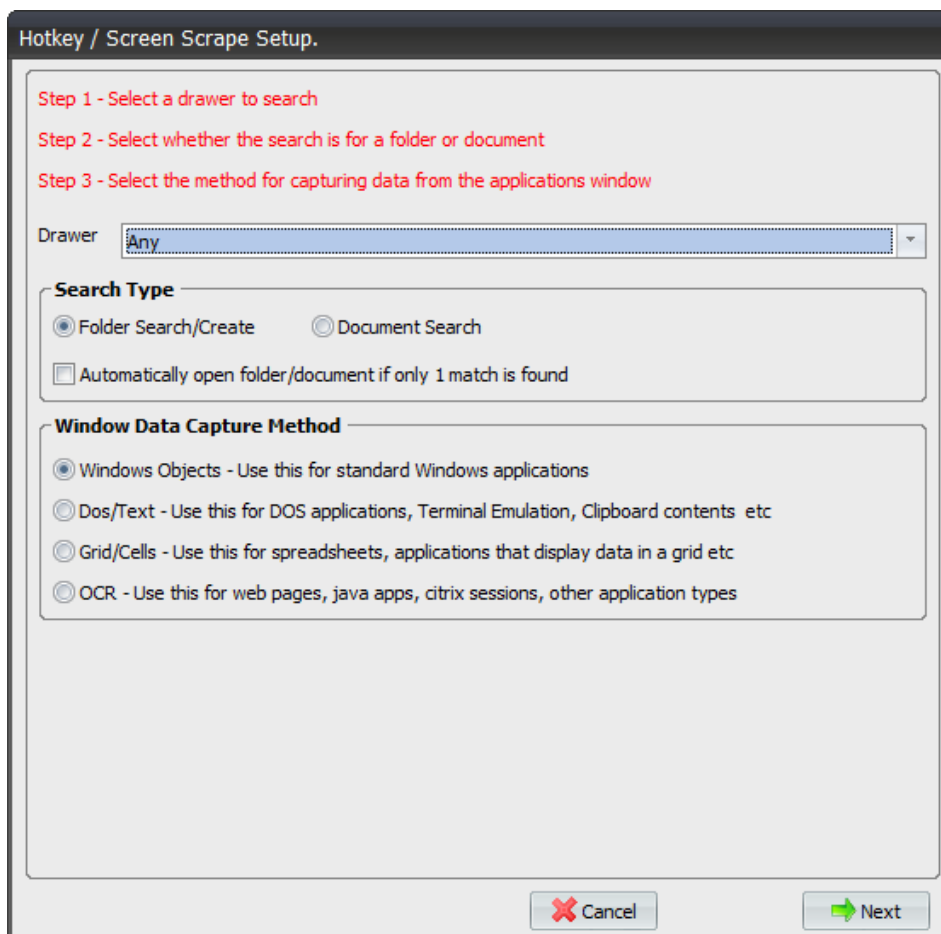 Hotkey / Screen Scrape Setup.
Step 1 - Select a drawer to search
Step 2 - Select whether the search is for a folder or document
Step 3 - Select the method for capturing data from the applications window
Drawer Any
Search Type
Folder Search/Create Document Search
Automatically open folder/document if only 1 match is found
Window Data Capture Method
Windows Objects - Use this for standard Windows applications
Dos/Text - Use this for DOS applications, Terminal Emulation, Clipboard contents etc
Grid/Cells - Use this for spreadsheets, applications that display data in a grid etc
OCR - Use this for web pages, java apps, citrix sessions, other application types
Cancel Next